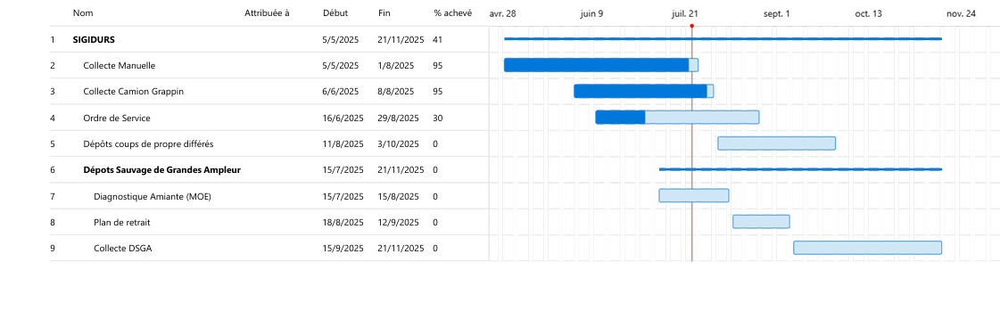 Nom Attribuée à Début Fin % achevé avr. 28 juin 9 juil. 21 sept. 1 oct. 13 nov. 24
1 SIGIDURS 5/5/2025 21/11/2025 41
2 Collecte Manuelle 5/5/2025 1/8/2025 95
3 Collecte Camion Grappin 6/6/2025 8/8/2025 95
4 Ordre de Service 16/6/2025 29/8/2025 30
5 Dépôts coups de propre différés 11/8/2025 3/10/2025 0
6 Dépots Sauvage de Grandes Ampleur 15/7/2025 21/11/2025 0
7 Diagnostique Amiante (MOE) 15/7/2025 15/8/2025 0
8 Plan de retrait 18/8/2025 12/9/2025 0
9 Collecte DSGA 15/9/2025 21/11/2025 0